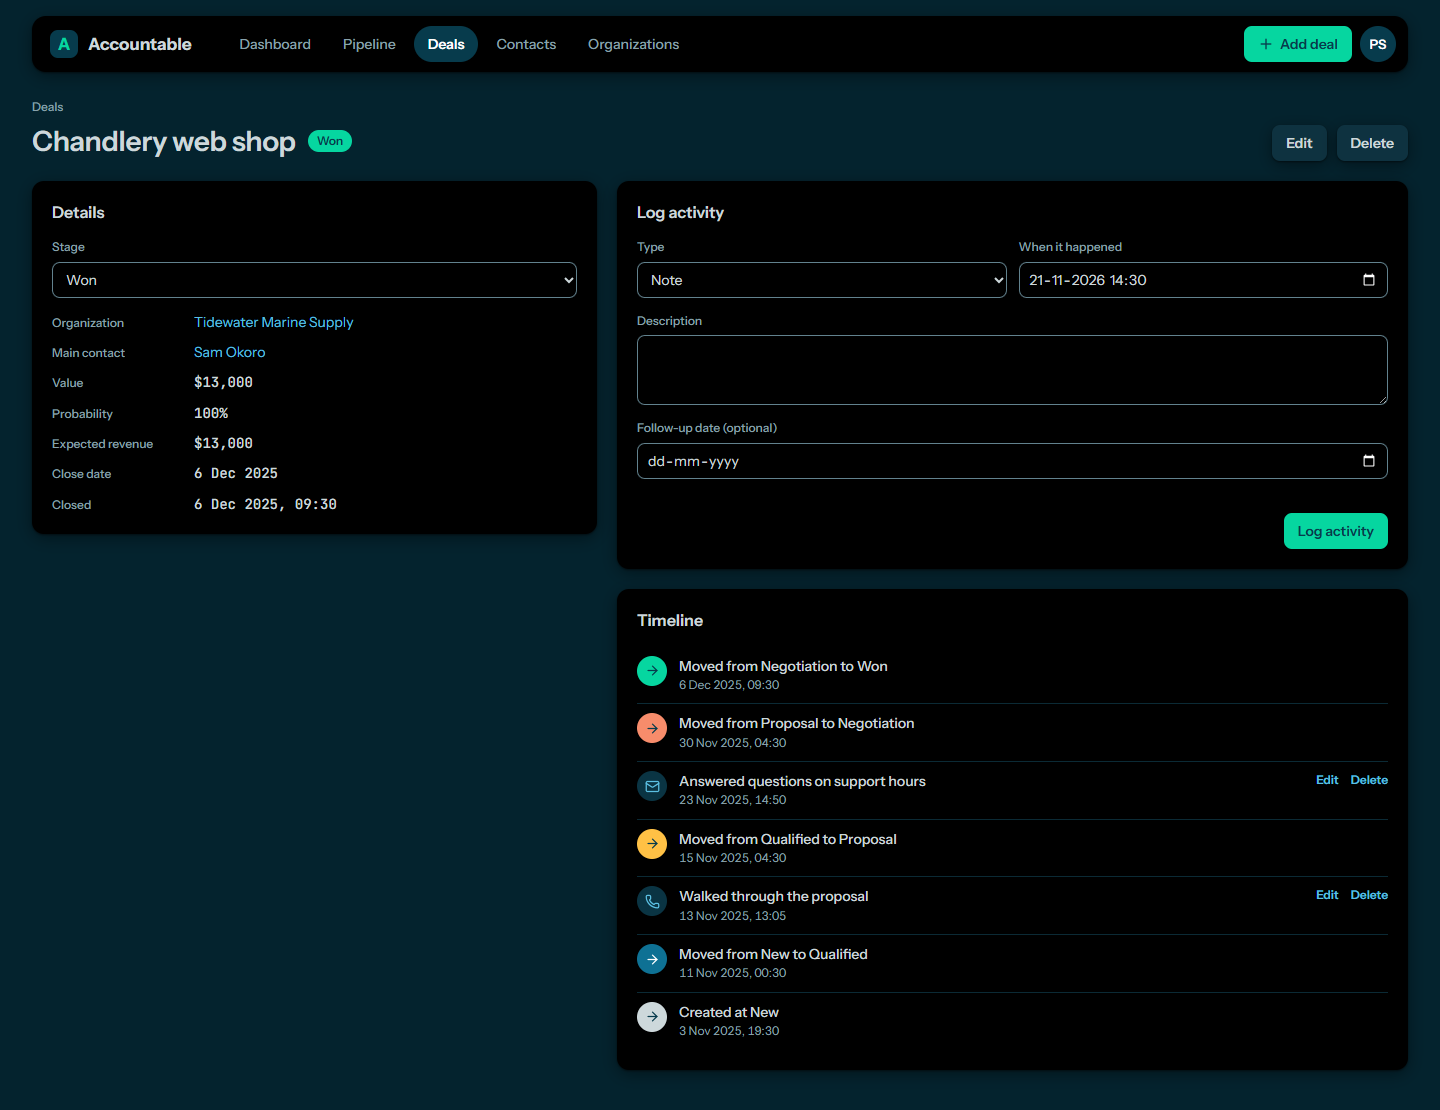 A Accountable Dashboard Pipeline Deals Contacts Organizations + Add deal PS
Deals
Chandlery web shop Won Edit Delete
Details
Stage
Won
Organization Tidewater Marine Supply
Main contact Sam Okoro
Value $13,000
Probability 100%
Expected revenue $13,000
Close date 6 Dec 2025
Closed 6 Dec 2025, 09:30
Log activity
Type When it happened
Note 21-11-2026 14:30
Description
Follow-up date (optional)
dd-mm-yyyy
Log activity
Timeline
Moved from Negotiation to Won
6 Dec 2025, 09:30
Moved from Proposal to Negotiation
30 Nov 2025, 04:30
Answered questions on support hours Edit Delete
23 Nov 2025, 14:50
Moved from Qualified to Proposal
15 Nov 2025, 04:30
Walked through the proposal Edit Delete
13 Nov 2025, 13:05
Moved from New to Qualified
11 Nov 2025, 00:30
Created at New
3 Nov 2025, 19:30